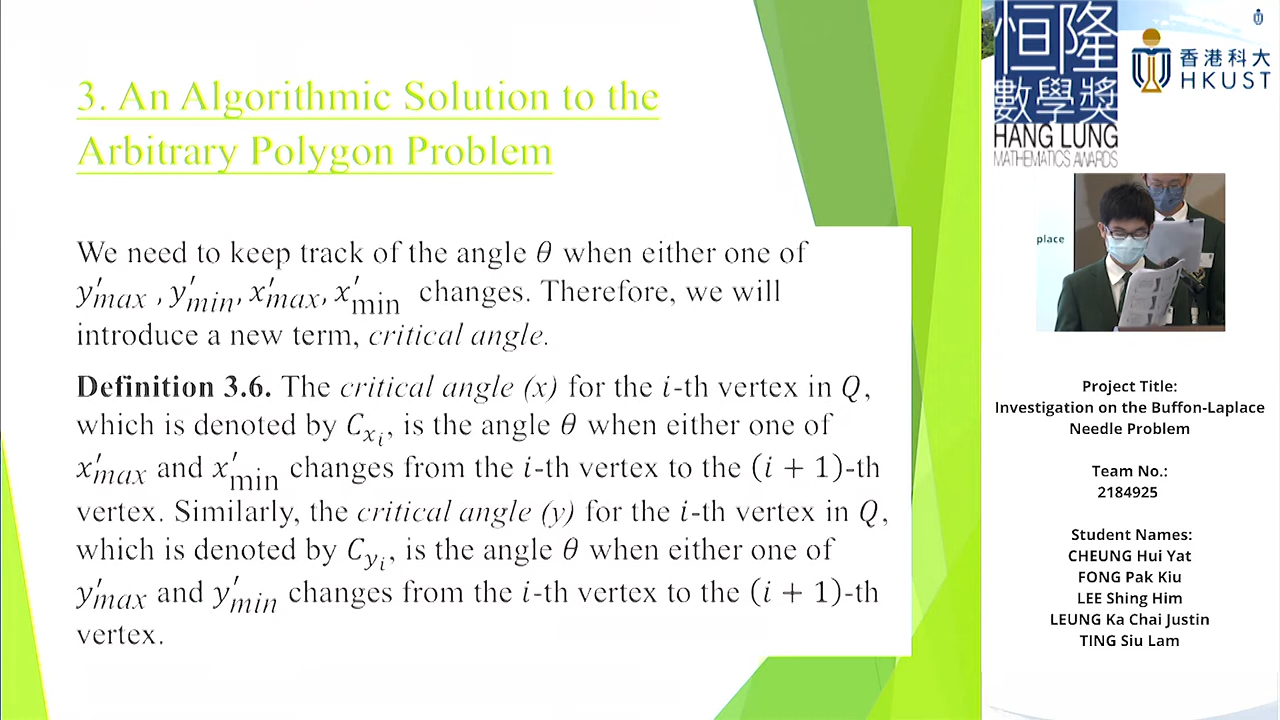 3. An Algorithmic Solution to the
Arbitrary Polygon Problem
We need to keep track of the angle θ when either one of
y′max , y′min, x′max, x′min changes. Therefore, we will
introduce a new term, critical angle.
Definition 3.6. The critical angle (x) for the i-th vertex in Q,
which is denoted by Cxi, is the angle θ when either one of
x′max and x′min changes from the i-th vertex to the (i + 1)-th
vertex. Similarly, the critical angle (y) for the i-th vertex in Q,
which is denoted by Cyi, is the angle θ when either one of
y′max and y′min changes from the i-th vertex to the (i + 1)-th
vertex.
恒隆
數學獎
HANG LUNG
MATHEMATICS AWARDS
香港科大
HKUST
place
Project Title:
Investigation on the Buffon-Laplace
Needle Problem
Team No.:
2184925
Student Names:
CHEUNG Hui Yat
FONG Pak Kiu
LEE Shing Him
LEUNG Ka Chai Justin
TING Siu Lam